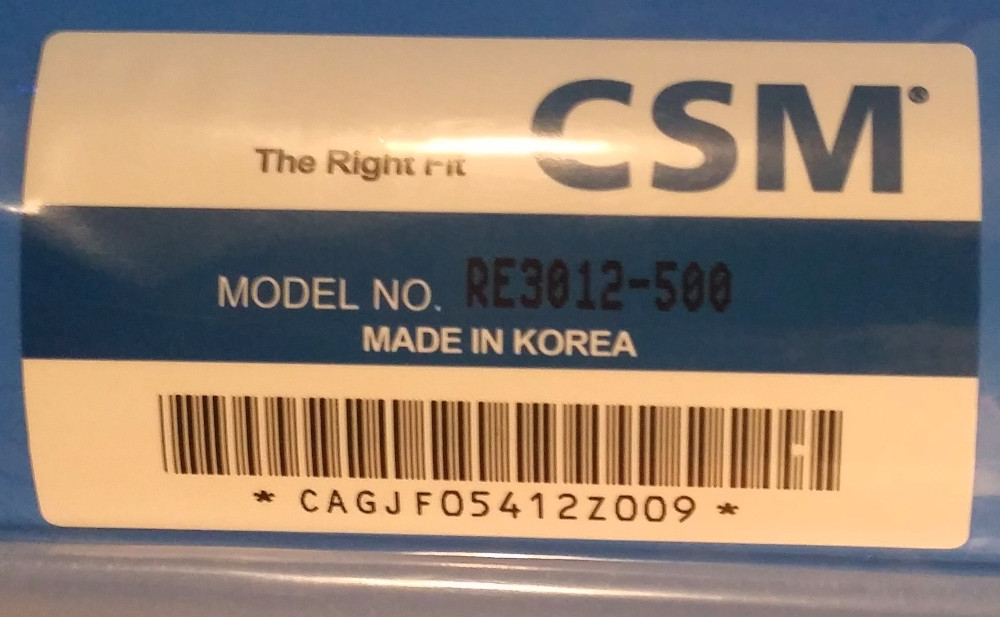 CSM®
The Right Fit
MODEL NO. RE3012-500
MADE IN KOREA
* CAGJF05412Z009 *